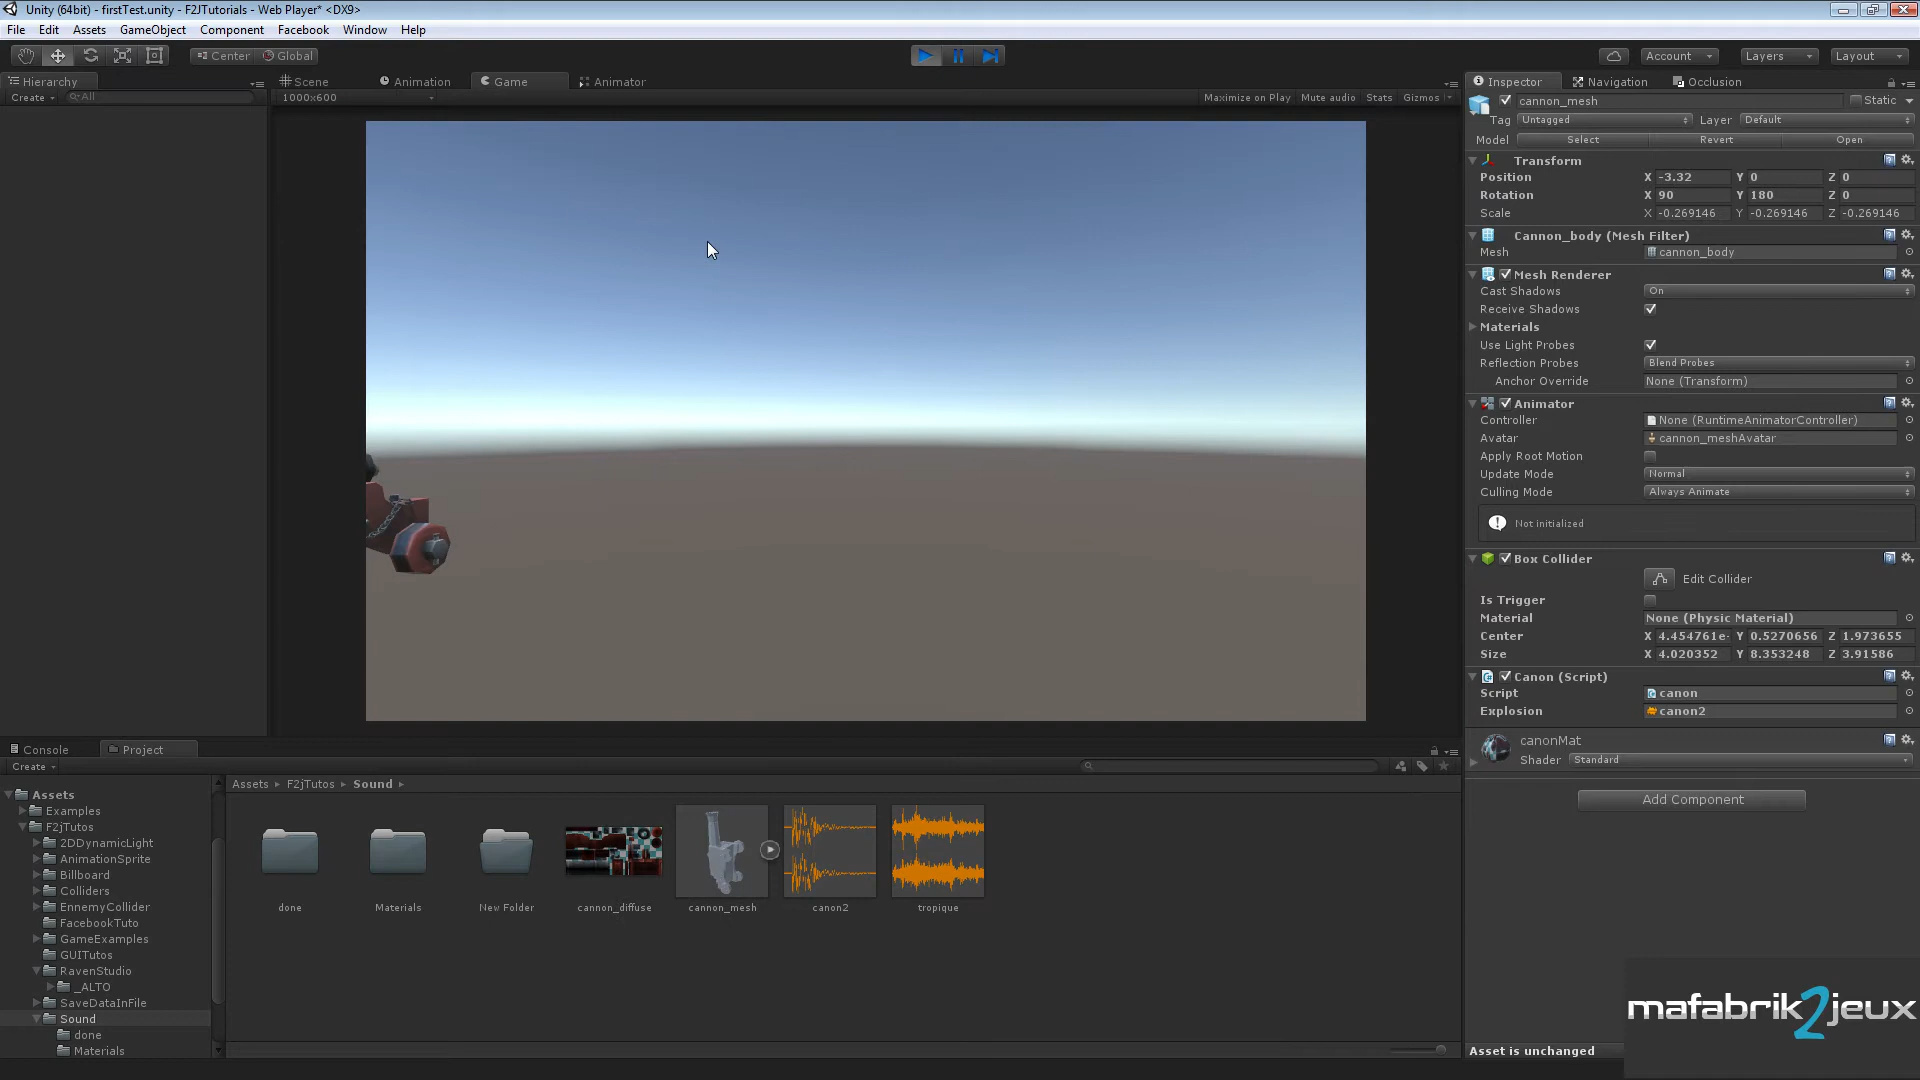 Unity (64bit) - firstTest.unity - F2JTutorials - Web Player* <DX9>
File Edit Assets GameObject Component Facebook Window Help
Center Global Account Layers Layout
Hierarchy Scene Animation Game Animator Inspector Navigation Occlusion
Create All 1000x600 Maximize on Play Mute audio Stats Gizmos
cannon_mesh Static
Tag Untagged Layer Default
Model Select Revert Open
Transform
Position X -3.32 Y 0 Z 0
Rotation X 90 Y 180 Z 0
Scale X -0.269146 Y -0.269146 Z -0.269146
Cannon_body (Mesh Filter)
Mesh cannon_body
Mesh Renderer
Cast Shadows On
Receive Shadows
Materials
Use Light Probes
Reflection Probes Blend Probes
Anchor Override None (Transform)
Animator
Controller None (RuntimeAnimatorController)
Avatar cannon_meshAvatar
Apply Root Motion
Update Mode Normal
Culling Mode Always Animate
Not initialized
Box Collider
Edit Collider
Is Trigger
Material None (Physic Material)
Center X 4.454761e- Y 0.5270656 Z 1.973655
Size X 4.020352 Y 8.353248 Z 3.91586
Canon (Script)
Script canon
Explosion canon2
canonMat
Shader Standard
Add Component
Console Project
Create
Assets
Examples
F2jTutos
2DDynamicLight
AnimationSprite
Billboard
Colliders
EnnemyCollider
FacebookTuto
GameExamples
GUITutos
RavenStudio
_ALTO
SaveDataInFile
Sound
done
Materials
Assets F2jTutos Sound
done Materials New Folder cannon_diffuse cannon_mesh canon2 tropique
mafabrik2jeux
Asset is unchanged